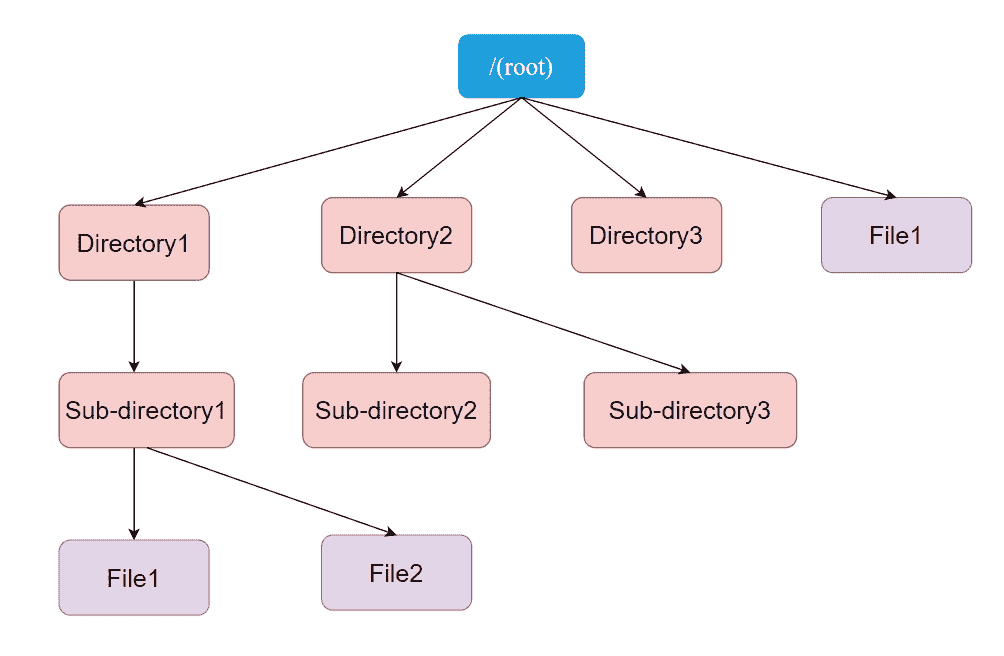 /(root)
Directory1
Directory2
Directory3
File1
Sub-directory1
Sub-directory2
Sub-directory3
File1
File2